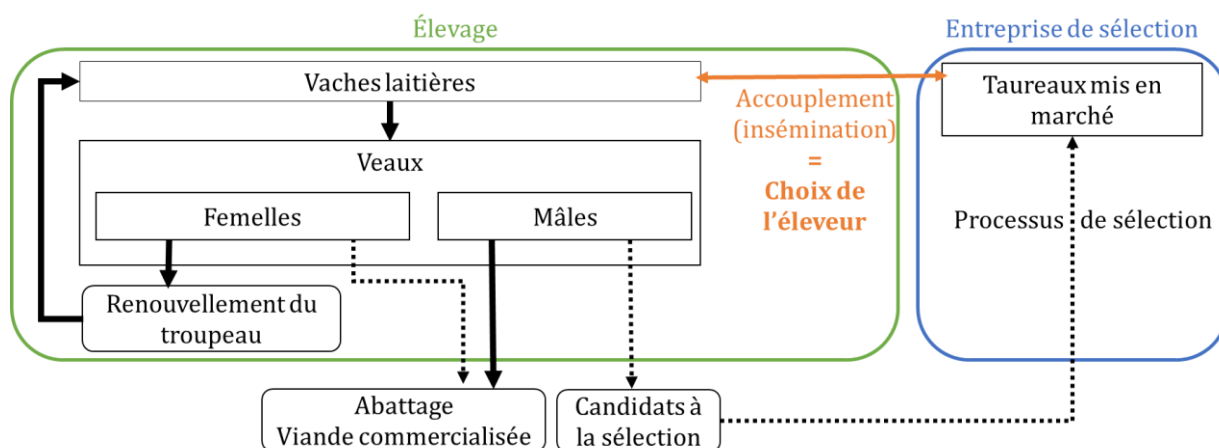 Élevage
Entreprise de sélection
Vaches laitières
Taureaux mis en
marché
Accouplement
(insémination)
=
Choix de
l’éleveur
Veaux
Femelles
Mâles
Processus de sélection
Renouvellement du
troupeau
Abattage
Viande commercialisée
Candidats à
la sélection